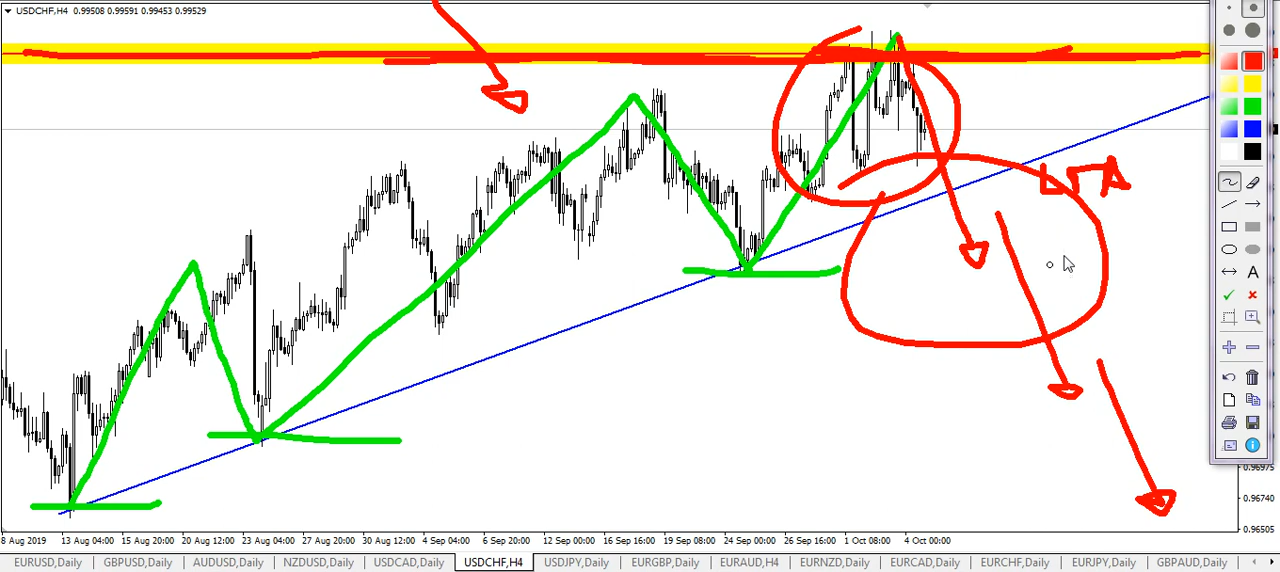 USDCHF,H4 0.99508 0.99591 0.99453 0.99529
A
0.96975
0.96740
0.96505
8 Aug 2019 13 Aug 04:00 15 Aug 20:00 20 Aug 12:00 23 Aug 04:00 27 Aug 20:00 30 Aug 12:00 4 Sep 04:00 6 Sep 20:00 11 Sep 12:00 16 Sep 16:00 19 Sep 08:00 24 Sep 00:00 26 Sep 16:00 1 Oct 08:00 4 Oct 00:00
EURUSD,Daily GBPUSD,Daily AUDUSD,Daily NZDUSD,Daily USDCAD,Daily USDCHF,H4 USDJPY,Daily EURGBP,Daily EURAUD,H4 EURNZD,Daily EURCAD,Daily EURCHF,Daily EURJPY,Daily GBPAUD,Daily